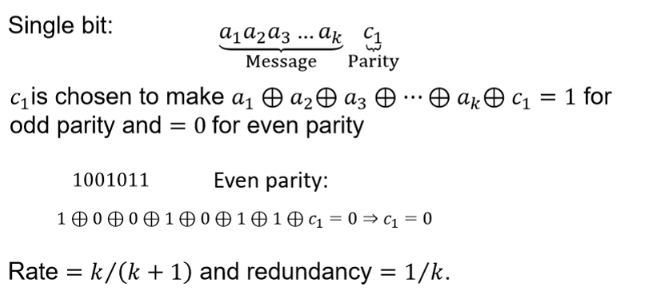 Single bit: a₁a₂a₃ … aₖ c₁
Message Parity
c₁is chosen to make a₁ ⊕ a₂⊕ a₃ ⊕ ⋯ ⊕ aₖ⊕ c₁ = 1 for
odd parity and = 0 for even parity
1001011 Even parity:
1⊕0⊕0⊕1⊕0⊕1⊕1⊕c₁ = 0 ⇒ c₁ = 0
Rate = k/(k + 1) and redundancy = 1/k.